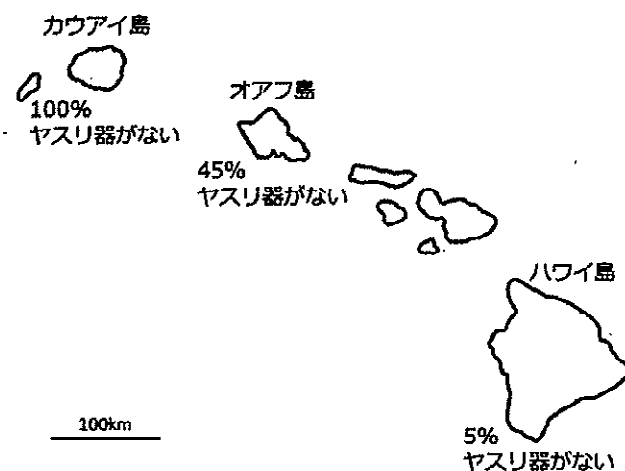 カウアイ島
100%
ヤスリ器がない
オアフ島
45%
ヤスリ器がない
ハワイ島
5%
ヤスリ器がない
100km